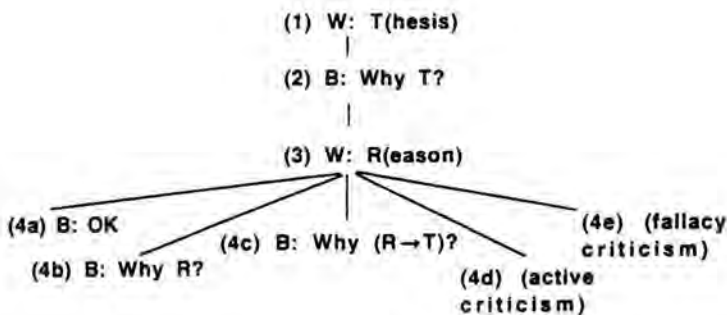 (1) W: T(hesis)
(2) B: Why T?
(3) W: R(eason)
(4a) B: OK
(4b) B: Why R?
(4c) B: Why (R→T)?
(4d) (active
criticism)
(4e) (fallacy
criticism)